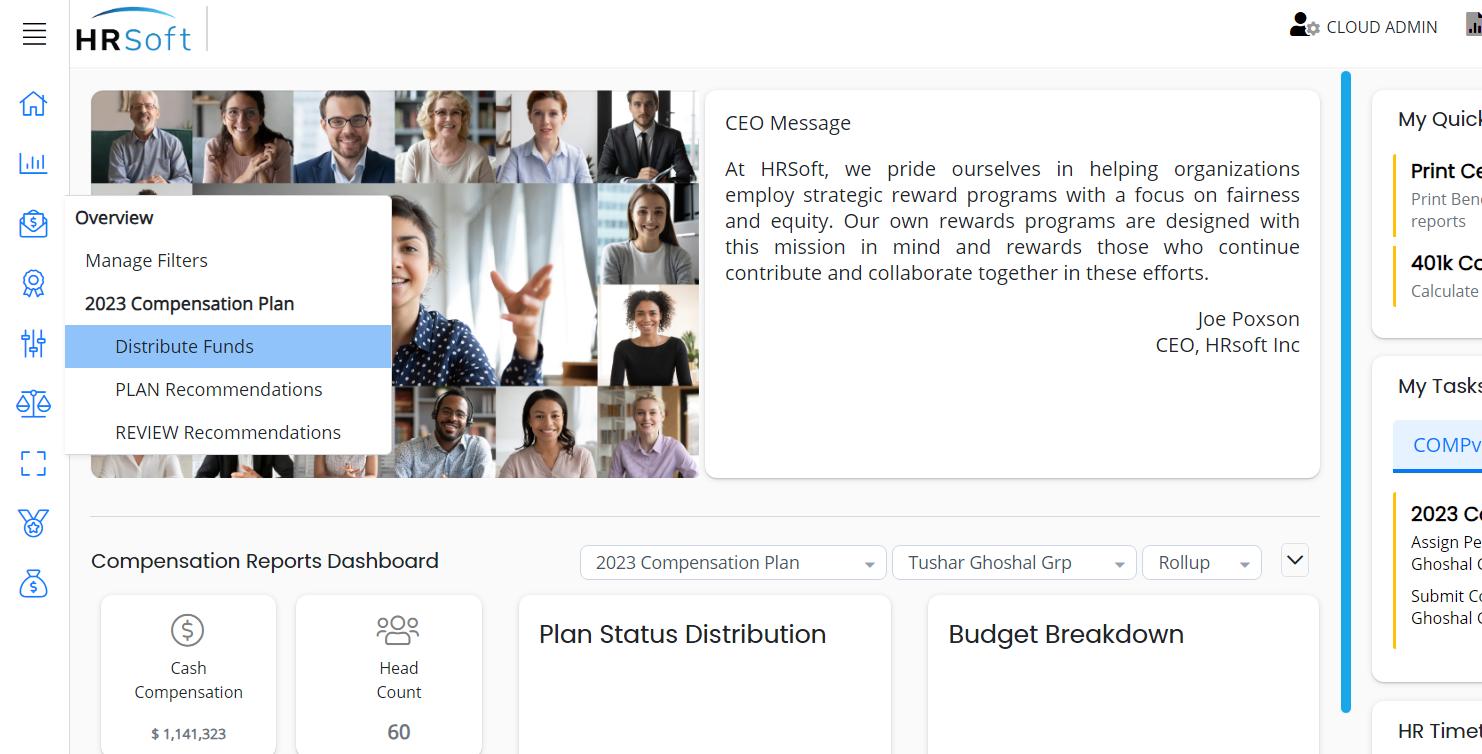 HRSoft
CLOUD ADMIN
Overview
Manage Filters
2023 Compensation Plan
Distribute Funds
PLAN Recommendations
REVIEW Recommendations
CEO Message
At HRSoft, we pride ourselves in helping organizations
employ strategic reward programs with a focus on fairness
and equity. Our own rewards programs are designed with
this mission in mind and rewards those who continue
contribute and collaborate together in these efforts.
Joe Poxson
CEO, HRsoft Inc
My Quick
Print Ce
Print Ben
reports
401k Co
Calculate
My Tasks
COMPv
2023 Co
Assign Pe
Ghoshal G
Submit Co
Ghoshal G
HR Timet
Compensation Reports Dashboard
2023 Compensation Plan
Tushar Ghoshal Grp
Rollup
Cash
Compensation
$ 1,141,323
Head
Count
60
Plan Status Distribution
Budget Breakdown